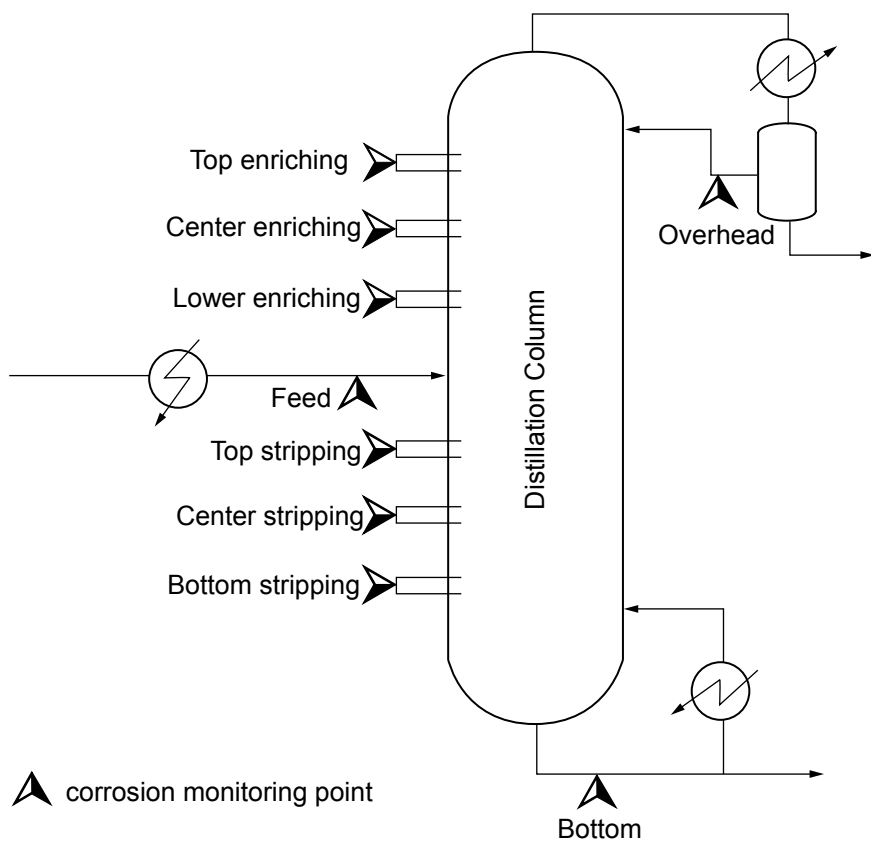 Top enriching
Center enriching
Overhead
Lower enriching
Distillation Column
Feed
Top stripping
Center stripping
Bottom stripping
corrosion monitoring point
Bottom